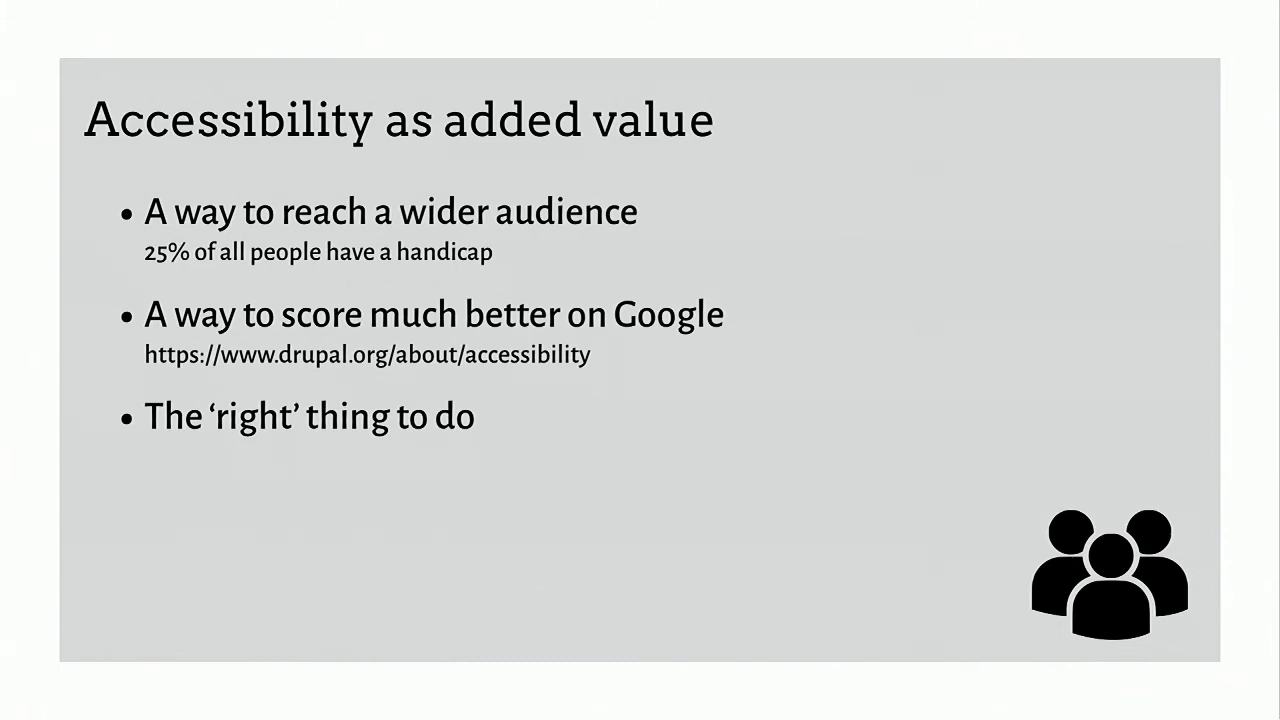 Accessibility as added value
• A way to reach a wider audience
25% of all people have a handicap
• A way to score much better on Google
https://www.drupal.org/about/accessibility
• The ‘right’ thing to do